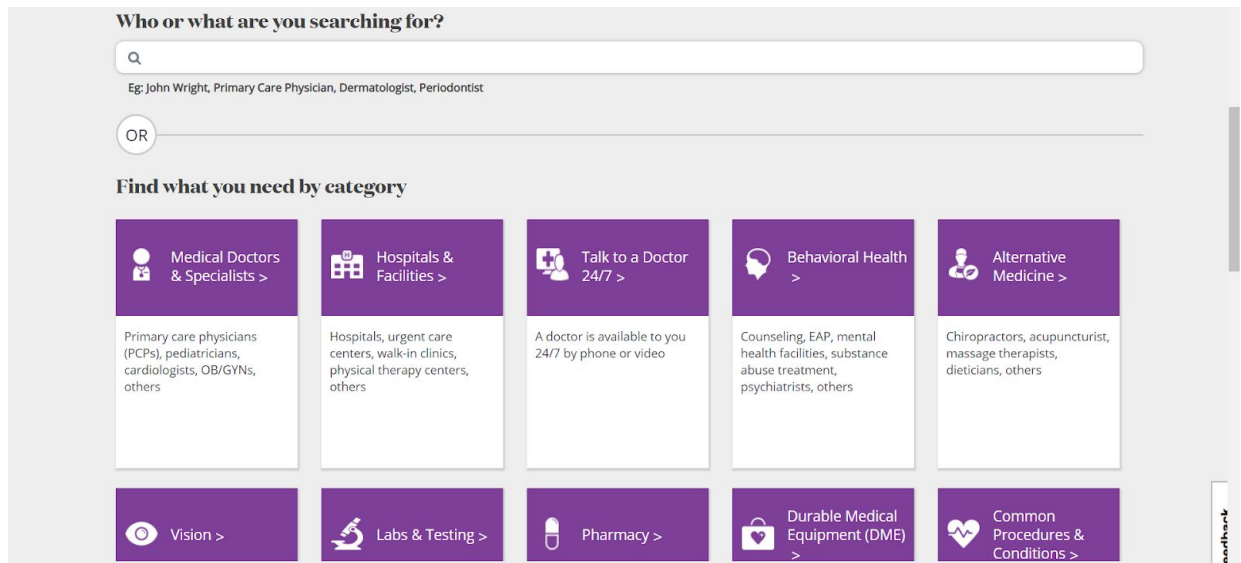 Who or what are you searching for?
Eg: John Wright, Primary Care Physician, Dermatologist, Periodontist
OR
Find what you need by category
Medical Doctors
& Specialists >
Primary care physicians
(PCPs), pediatricians,
cardiologists, OB/GYNs,
others
Hospitals &
Facilities >
Hospitals, urgent care
centers, walk-in clinics,
physical therapy centers,
others
Talk to a Doctor
24/7 >
A doctor is available to you
24/7 by phone or video
Behavioral Health
>
Counseling, EAP, mental
health facilities, substance
abuse treatment,
psychiatrists, others
Alternative
Medicine >
Chiropractors, acupuncturist,
massage therapists,
dieticians, others
Vision >
Labs & Testing >
Pharmacy >
Durable Medical
Equipment (DME)
>
Common
Procedures &
Conditions >